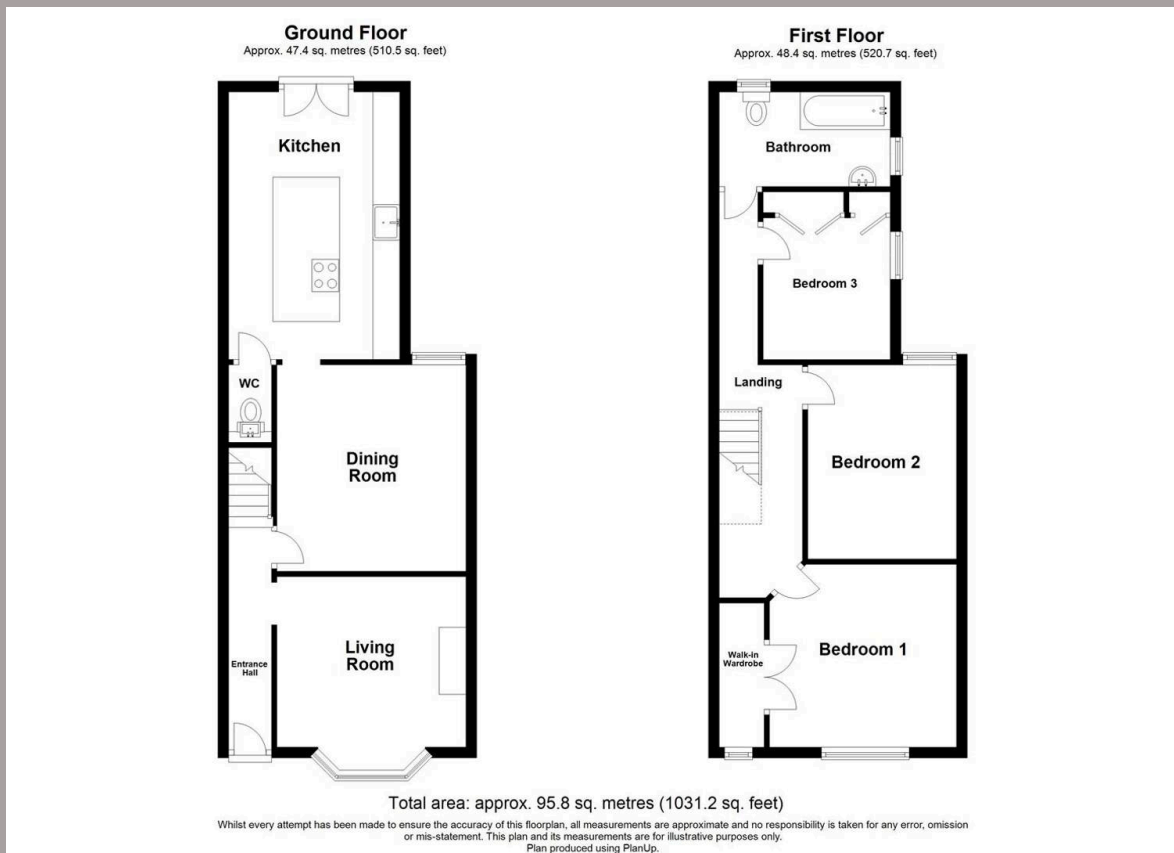 Ground Floor
Approx. 47.4 sq. metres (510.5 sq. feet)
Kitchen
WC
Dining
Room
Living
Room
Entrance
Hall
First Floor
Approx. 48.4 sq. metres (520.7 sq. feet)
Bathroom
Bedroom 3
Landing
Bedroom 2
Walk-in
Wardrobe
Bedroom 1
Total area: approx. 95.8 sq. metres (1031.2 sq. feet)
Whilst every attempt has been made to ensure the accuracy of this floorplan, all measurements are approximate and no responsibility is taken for any error, omission
or mis-statement. This plan and its measurements are for illustrative purposes only.
Plan produced using PlanUp.